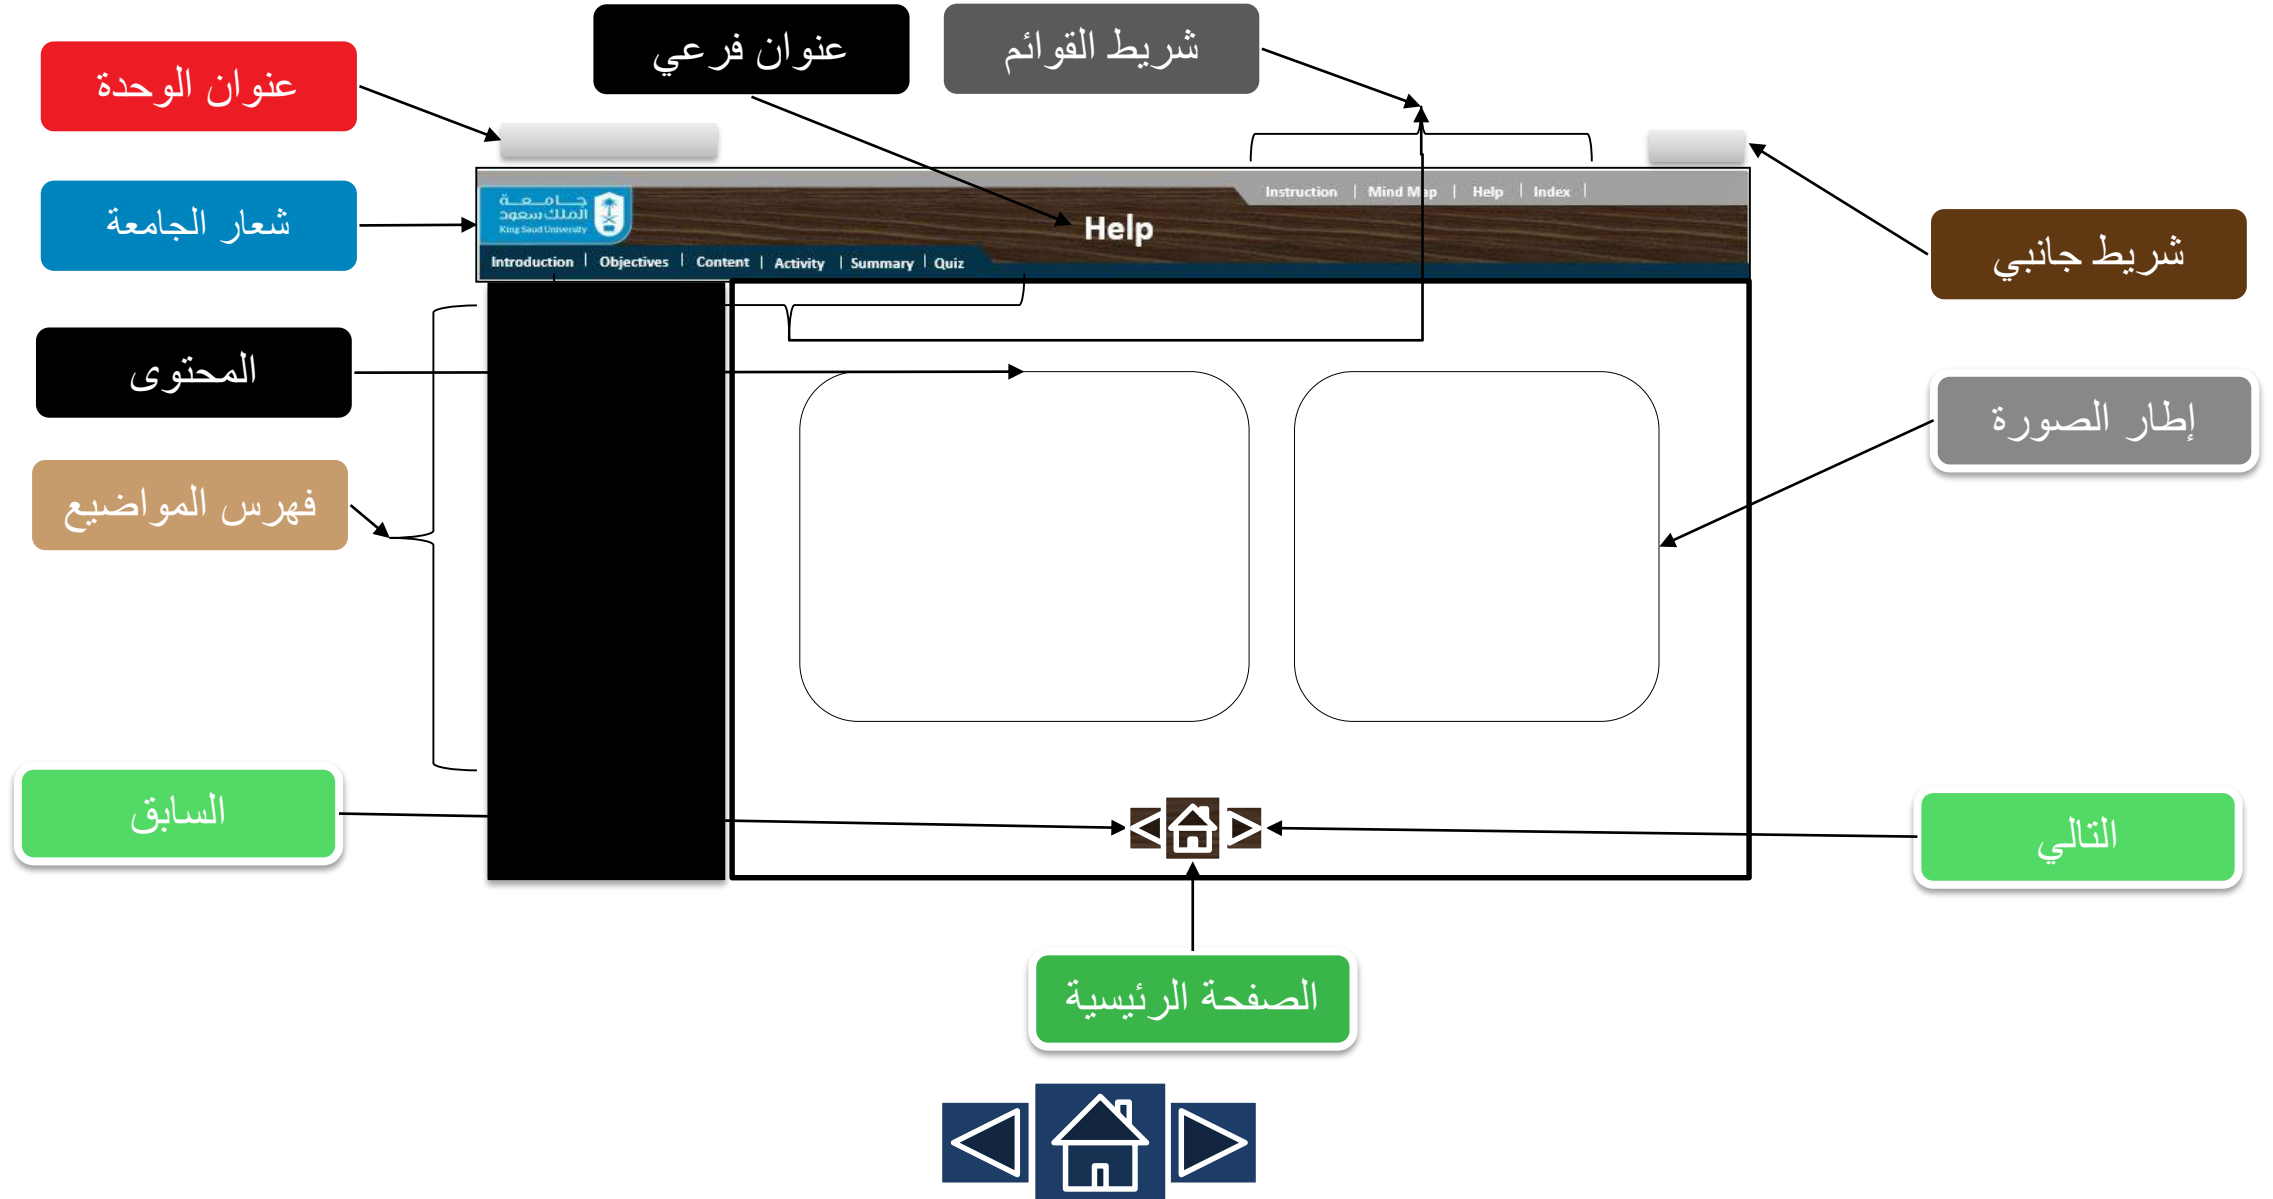 عنوان فرعي
شريط القوائم
عنوان الوحدة
Instruction | Mind Map | Help | Index |
جامعة
الملك سعود
King Saud University
شعار الجامعة
Help
شريط جانبي
Introduction | Objectives | Content | Activity | Summary | Quiz
المحتوى
إطار الصورة
فهرس المواضيع
السابق
التالي
الصفحة الرئيسية